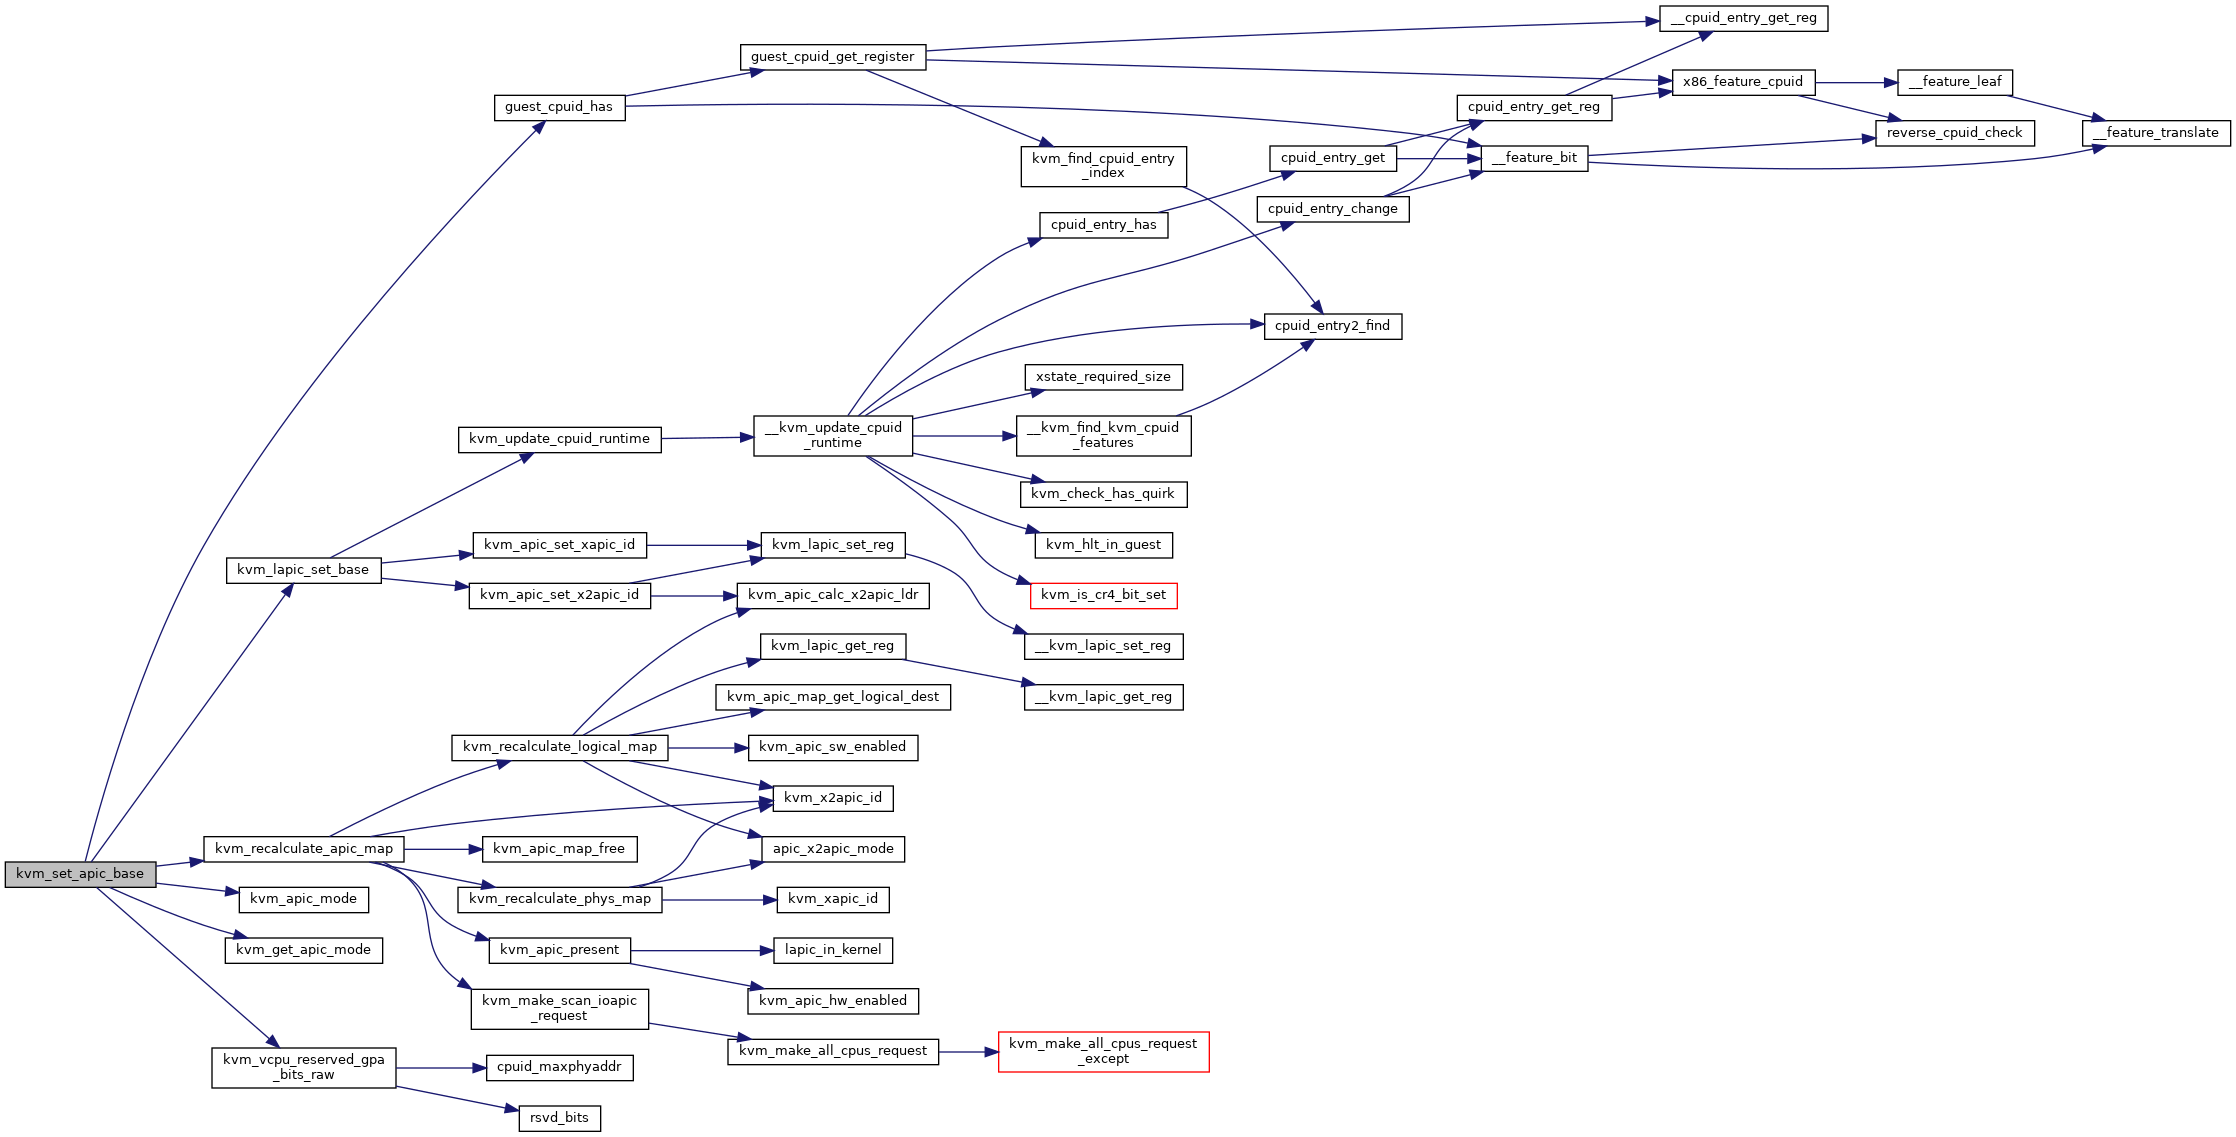 __cpuid_entry_get_reg
guest_cpuid_get_register
x86_feature_cpuid
__feature_leaf
guest_cpuid_has
cpuid_entry_get_reg
reverse_cpuid_check
__feature_translate
kvm_find_cpuid_entry
_index
cpuid_entry_get
__feature_bit
cpuid_entry_change
cpuid_entry_has
cpuid_entry2_find
xstate_required_size
kvm_update_cpuid_runtime
__kvm_update_cpuid
_runtime
__kvm_find_kvm_cpuid
_features
kvm_check_has_quirk
kvm_apic_set_xapic_id
kvm_lapic_set_reg
kvm_hlt_in_guest
kvm_lapic_set_base
kvm_apic_set_x2apic_id
kvm_apic_calc_x2apic_ldr
kvm_is_cr4_bit_set
kvm_lapic_get_reg
__kvm_lapic_set_reg
kvm_apic_map_get_logical_dest
__kvm_lapic_get_reg
kvm_recalculate_logical_map
kvm_apic_sw_enabled
kvm_x2apic_id
kvm_recalculate_apic_map
kvm_apic_map_free
apic_x2apic_mode
kvm_set_apic_base
kvm_apic_mode
kvm_recalculate_phys_map
kvm_xapic_id
kvm_get_apic_mode
kvm_apic_present
lapic_in_kernel
kvm_make_scan_ioapic
_request
kvm_apic_hw_enabled
kvm_make_all_cpus_request
kvm_make_all_cpus_request
_except
kvm_vcpu_reserved_gpa
_bits_raw
cpuid_maxphyaddr
rsvd_bits